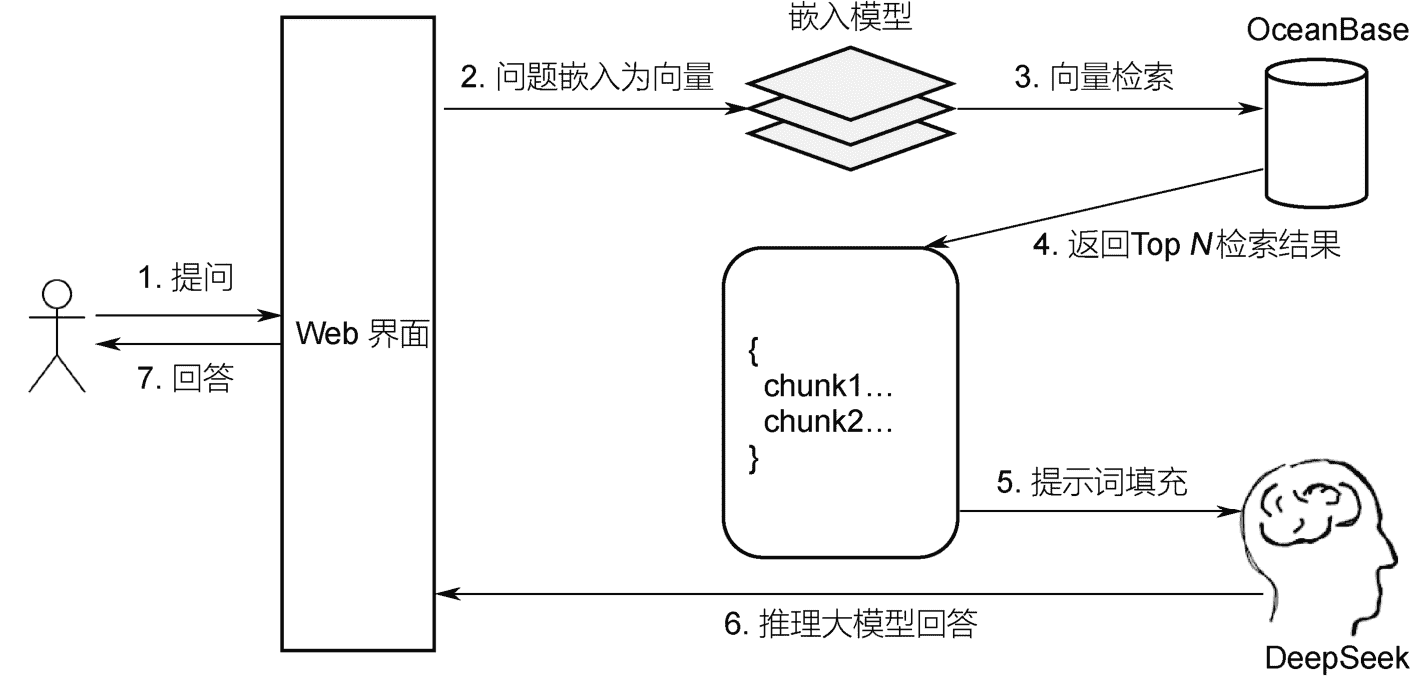 嵌入模型
OceanBase
2. 问题嵌入为向量
3. 向量检索
4. 返回Top N检索结果
1. 提问
Web 界面
7. 回答
{
chunk1…
chunk2…
}
5. 提示词填充
6. 推理大模型回答
DeepSeek